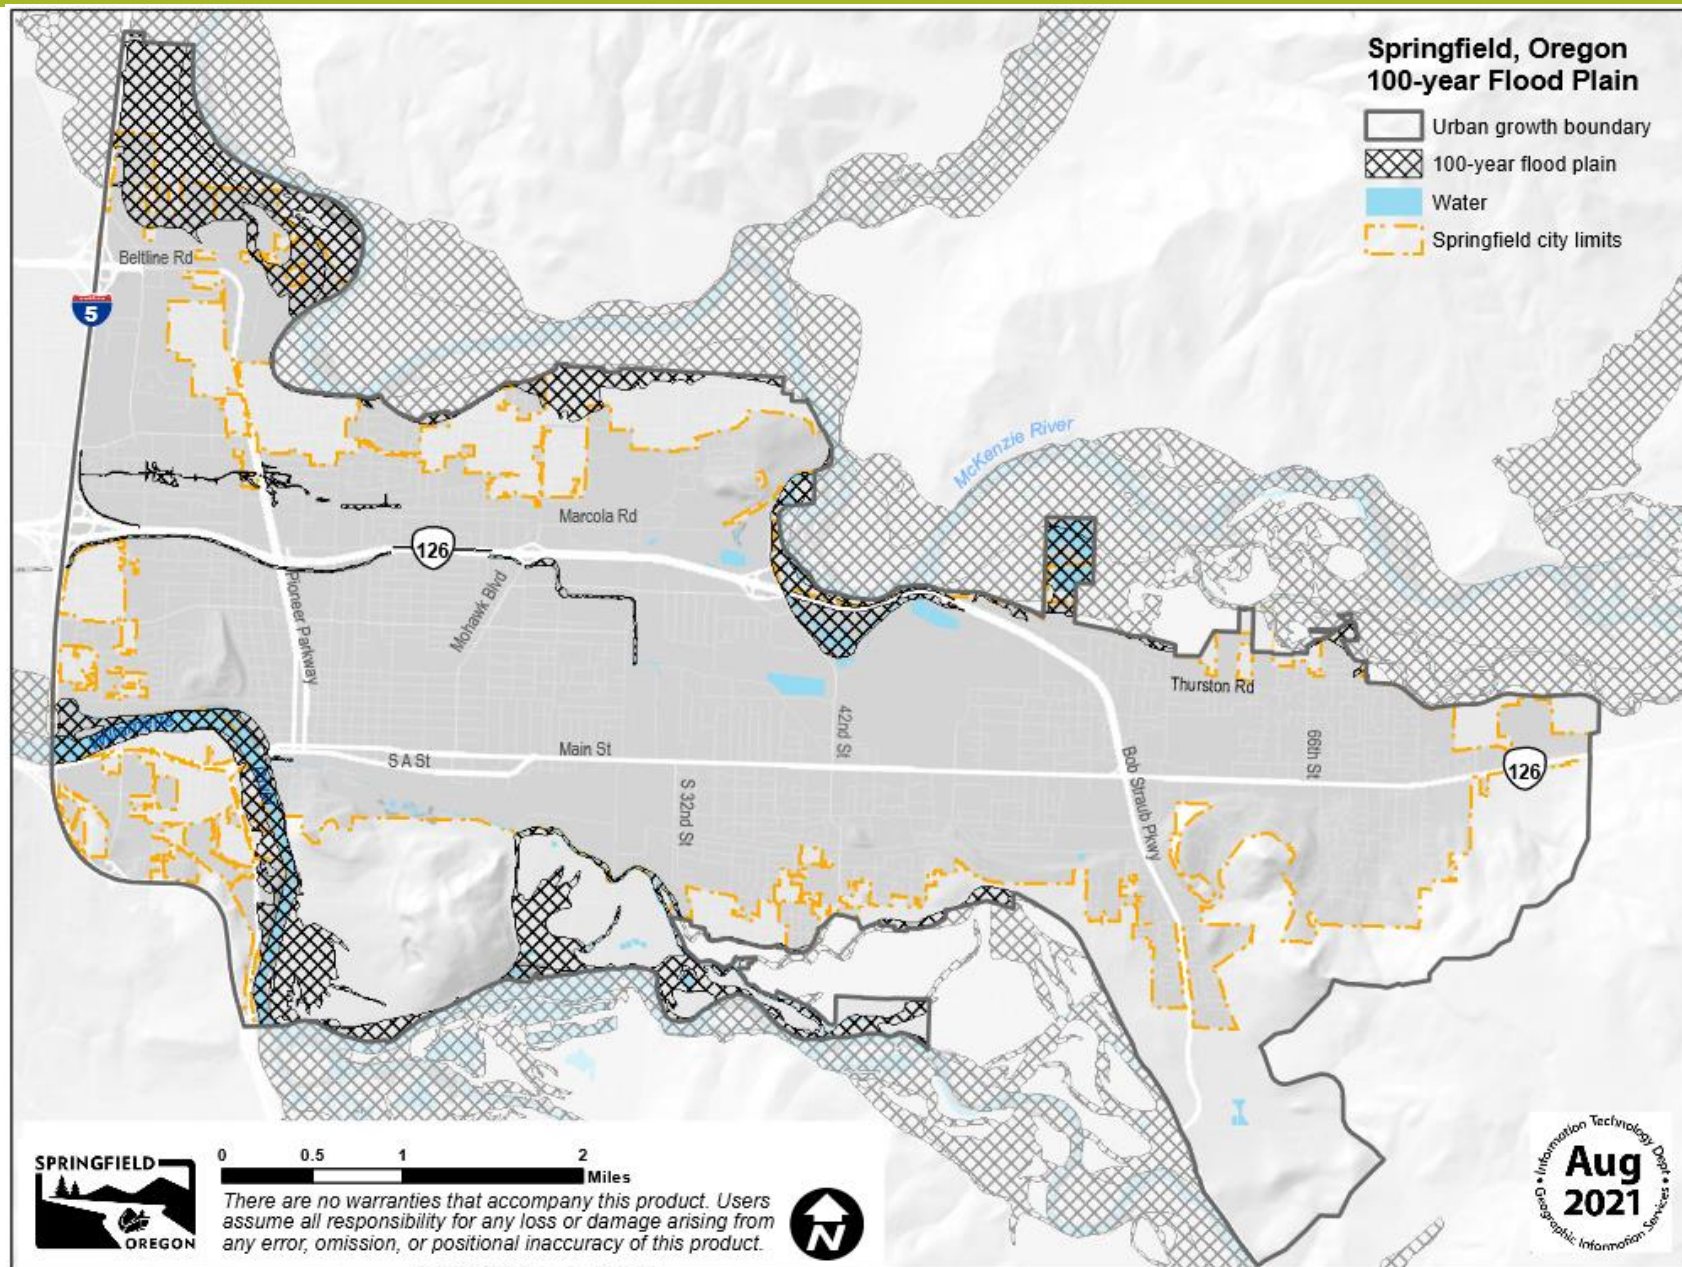 Springfield, Oregon
100-year Flood Plain
Urban growth boundary
100-year flood plain
Water
Springfield city limits
Beltline Rd
5
McKenzie River
Marcola Rd
126
Pioneer Parkway
Mohawk Blvd
Thurston Rd
Willamette
42nd St
Main St
S A St
66th St
126
S 32nd St
Bob Straub Pkwy
SPRINGFIELD
OREGON
0 0.5 1 2
Miles
There are no warranties that accompany this product. Users
assume all responsibility for any loss or damage arising from
any error, omission, or positional inaccuracy of this product.
N
Information Technology Dept
Aug
2021
Geographic Information Services